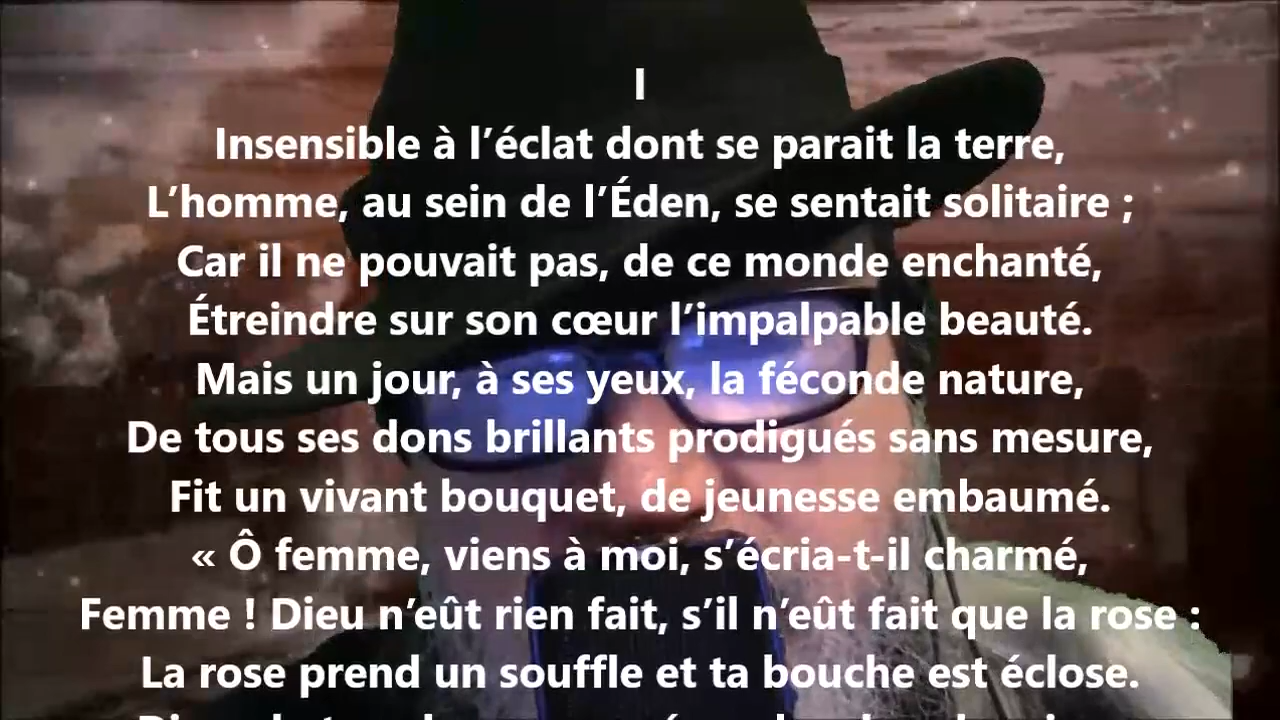 I
Insensible à l’éclat dont se parait la terre,
L’homme, au sein de l’Éden, se sentait solitaire ;
Car il ne pouvait pas, de ce monde enchanté,
Étreindre sur son cœur l’impalpable beauté.
Mais un jour, à ses yeux, la féconde nature,
De tous ses dons brillants prodigués sans mesure,
Fit un vivant bouquet, de jeunesse embaumé.
« Ô femme, viens à moi, s’écria-t-il charmé,
Femme ! Dieu n’eût rien fait, s’il n’eût fait que la rose :
La rose prend un souffle et ta bouche est éclose.